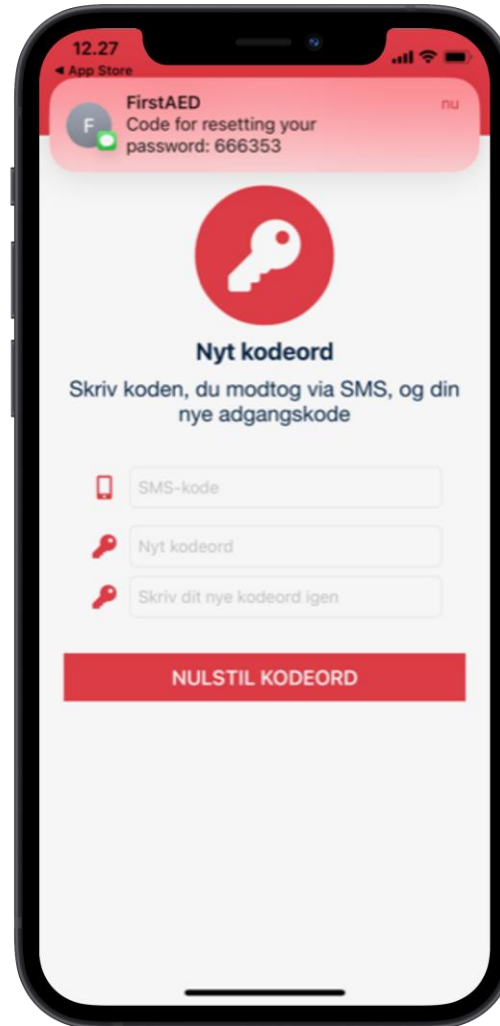 12.27
◀ App Store
FirstAED
nu
F
Code for resetting your
password: 666353
Nyt kodeord
Skriv koden, du modtog via SMS, og din
nye adgangskode
SMS-kode
Nyt kodeord
Skriv dit nye kodeord igen
NULSTIL KODEORD